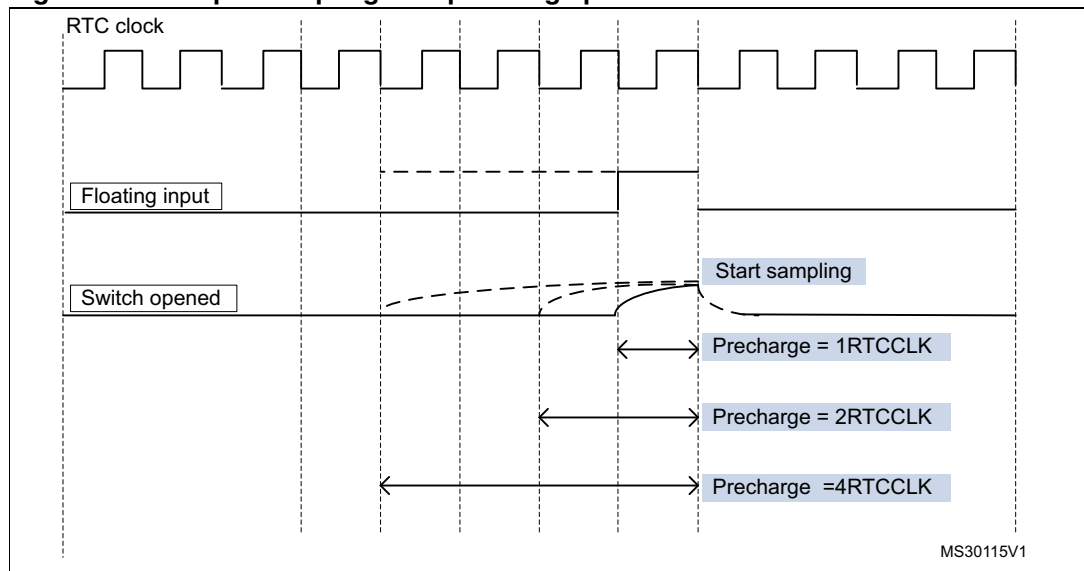 RTC clock
Floating input
Switch opened
Start sampling
Precharge = 1RTCCLK
Precharge = 2RTCCLK
Precharge =4RTCCLK
MS30115V1